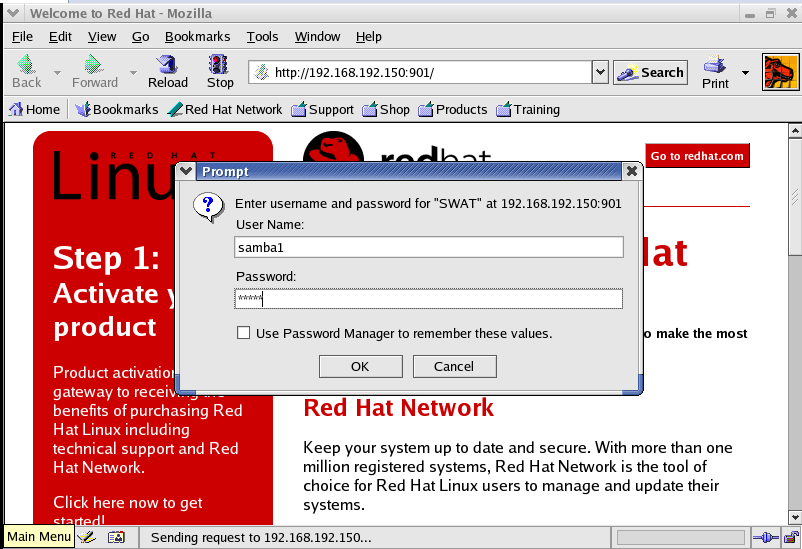 Welcome to Red Hat - Mozilla
File Edit View Go Bookmarks Tools Window Help
Back Forward Reload Stop http://192.168.192.150:901/ Search Print
Home Bookmarks Red Hat Network Support Shop Products Training
RED HAT
Linu
redhat
Go to redhat.com
Prompt
Enter username and password for "SWAT" at 192.168.192.150:901
User Name:
samba1
Password:
*****
Use Password Manager to remember these values.
OK Cancel
Step 1:
Activate y
product
Product activation
gateway to receiving the
benefits of purchasing Red
Hat Linux including
technical support and Red
Hat Network.
Click here now to get
started!
Hat
o make the most
Red Hat Network
Keep your system up to date and secure. With more than one
million registered systems, Red Hat Network is the tool of
choice for Red Hat Linux users to manage and update their
systems.
Main Menu
Sending request to 192.168.192.150...